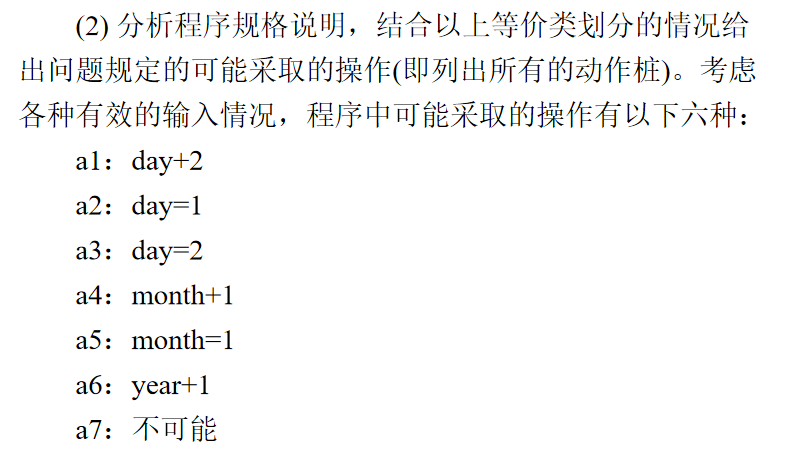 (2) 分析程序规格说明，结合以上等价类划分的情况给
出问题规定的可能采取的操作(即列出所有的动作桩)。考虑
各种有效的输入情况，程序中可能采取的操作有以下六种：
a1：day+2
a2：day=1
a3：day=2
a4：month+1
a5：month=1
a6：year+1
a7：不可能